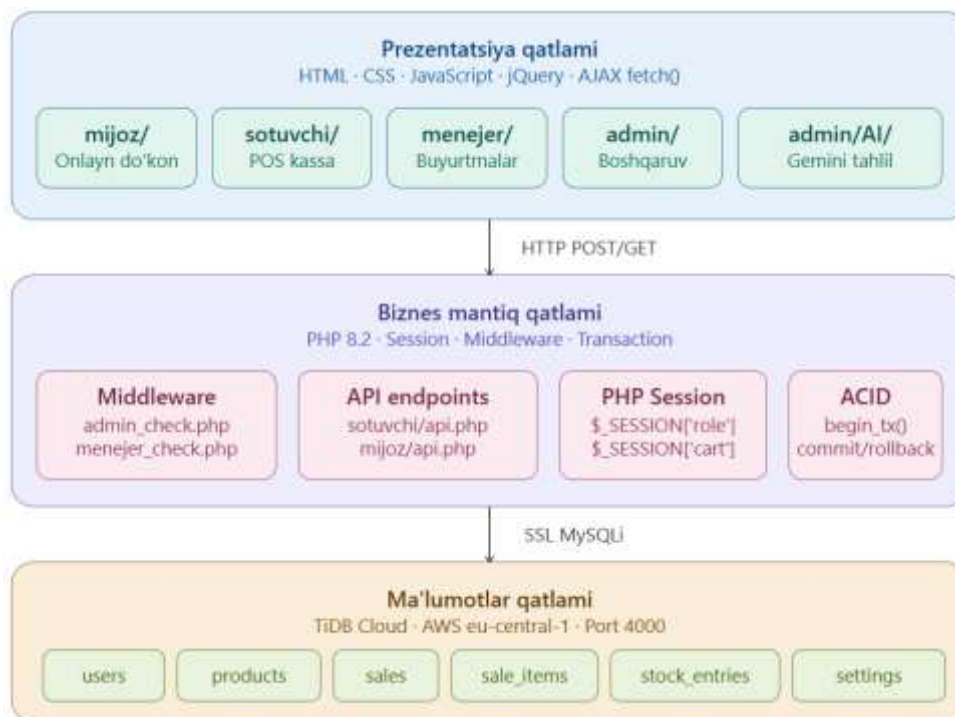 Prezentatsiya qatlami
HTML · CSS · JavaScript · jQuery · AJAX fetch()
mijoz/
Onlayn do'kon
sotuvchi/
POS kassa
menejer/
Buyurtmalar
admin/
Boshqaruv
admin/AI/
Gemini tahlil
HTTP POST/GET
Biznes mantiq qatlami
PHP 8.2 · Session · Middleware · Transaction
Middleware
admin_check.php
menejer_check.php
API endpoints
sotuvchi/api.php
mijoz/api.php
PHP Session
$_SESSION['role']
$_SESSION['cart']
ACID
begin_tx()
commit/rollback
SSL MySQLi
Ma'lumotlar qatlami
TiDB Cloud · AWS eu-central-1 · Port 4000
users
products
sales
sale_items
stock_entries
settings